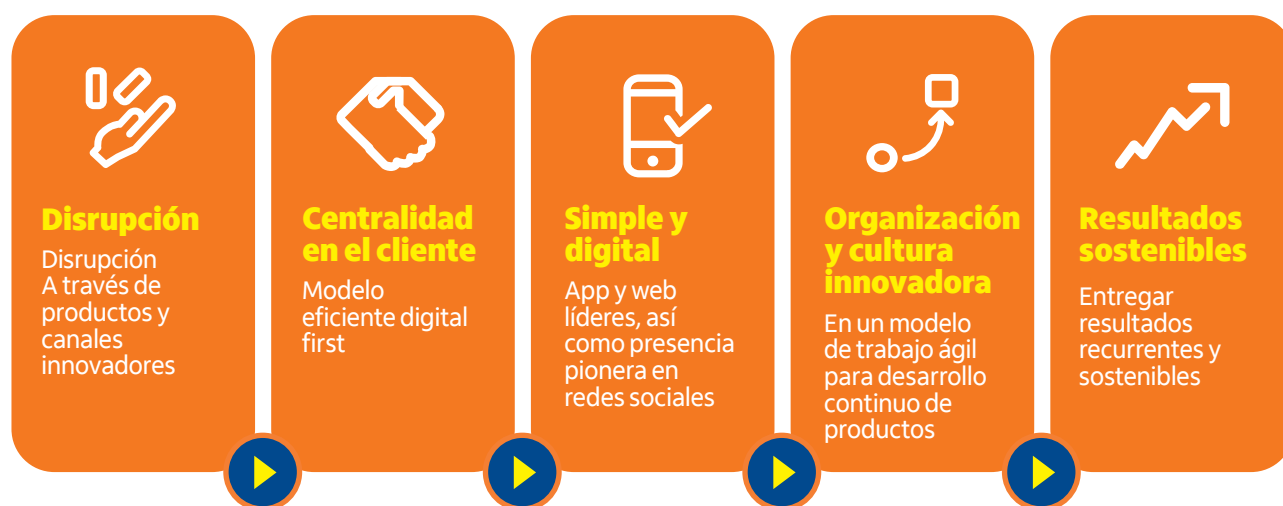 Disrupción
Disrupción
A través de
productos y
canales
innovadores
Centralidad
en el cliente
Modelo
eficiente digital
first
Simple y
digital
App y web
líderes, así
como presencia
pionera en
redes sociales
Organización
y cultura
innovadora
En un modelo
de trabajo ágil
para desarrollo
continuo de
productos
Resultados
sostenibles
Entregar
resultados
recurrentes y
sostenibles